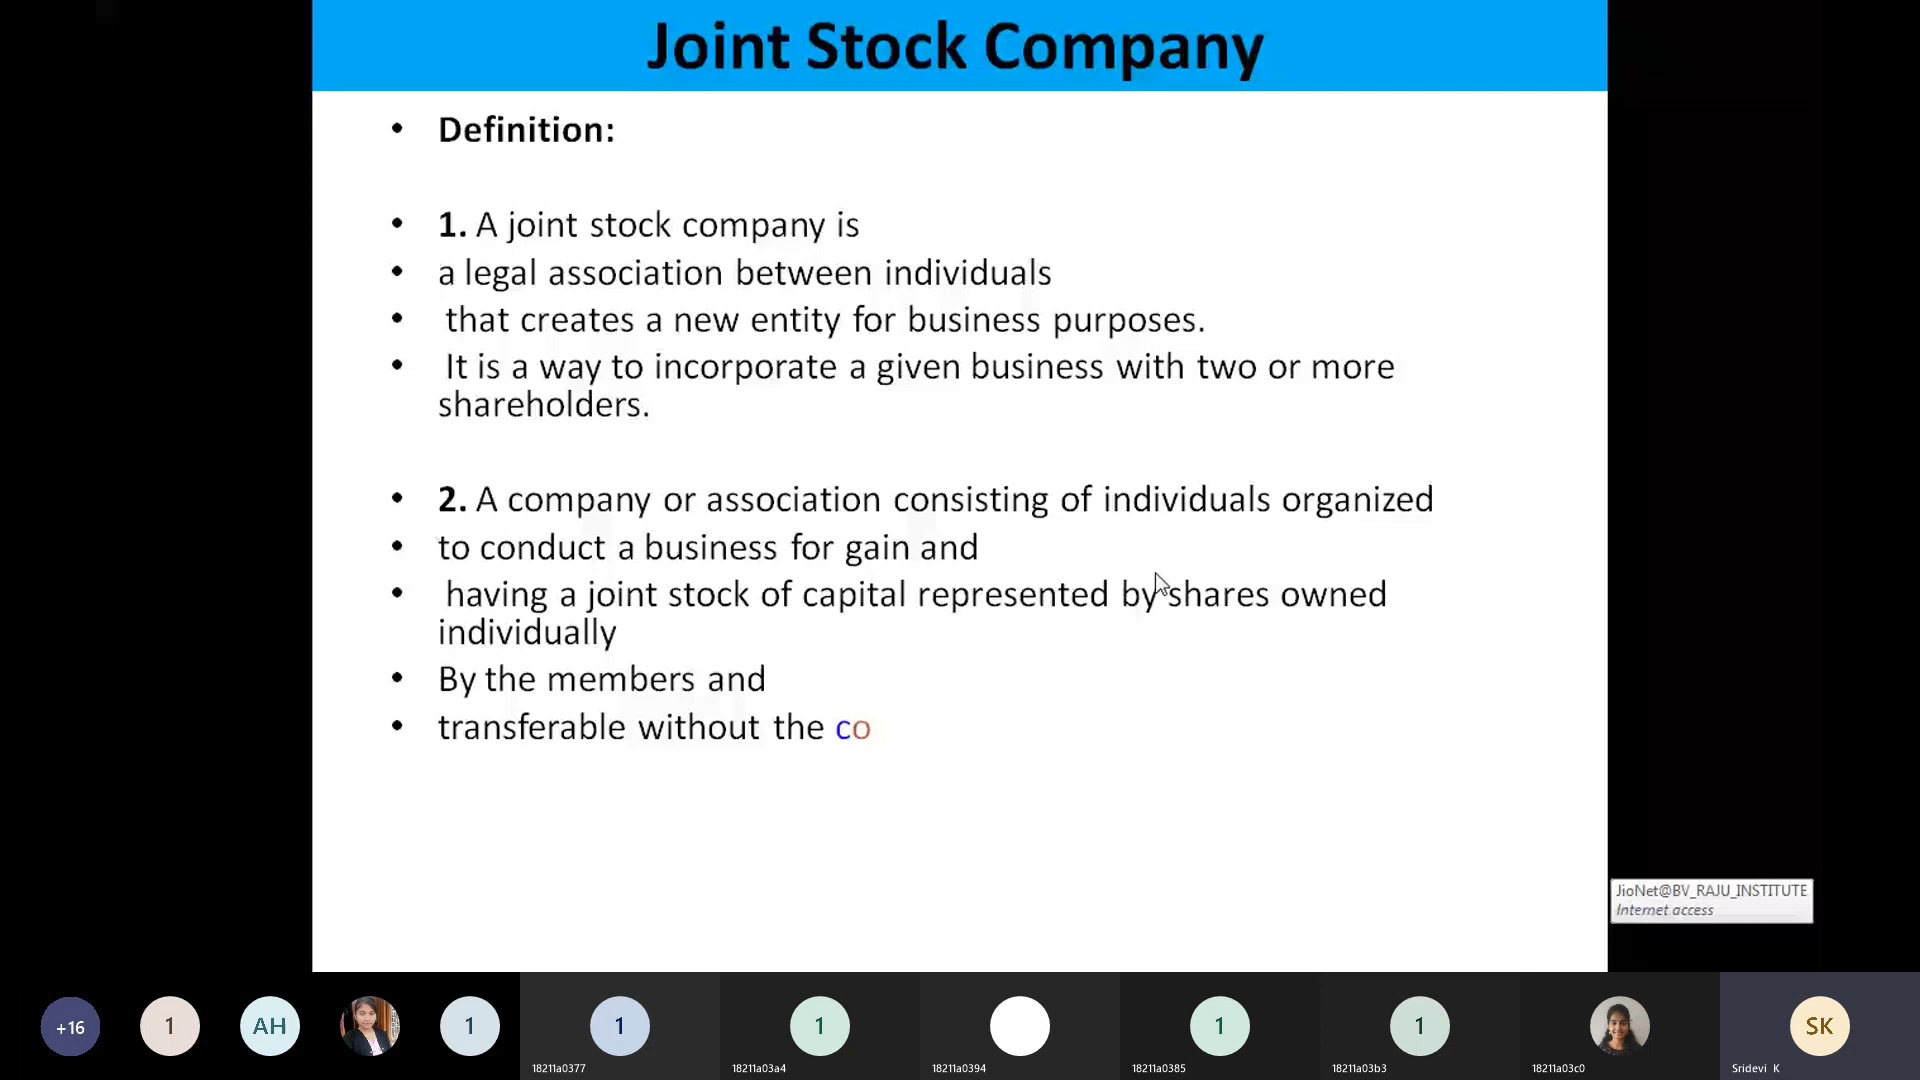 Joint Stock Company
• Definition:
• 1. A joint stock company is
• a legal association between individuals
• that creates a new entity for business purposes.
• It is a way to incorporate a given business with two or more
shareholders.
• 2. A company or association consisting of individuals organized
• to conduct a business for gain and
• having a joint stock of capital represented by shares owned
individually
• By the members and
• transferable without the co
JioNet@BV_RAJU_INSTITUTE
Internet access
+16
1
AH
1
1
1
1
1
SK
18211a0377
18211a03a4
18211a0394
18211a0385
18211a03b3
18211a03c0
Sridevi K